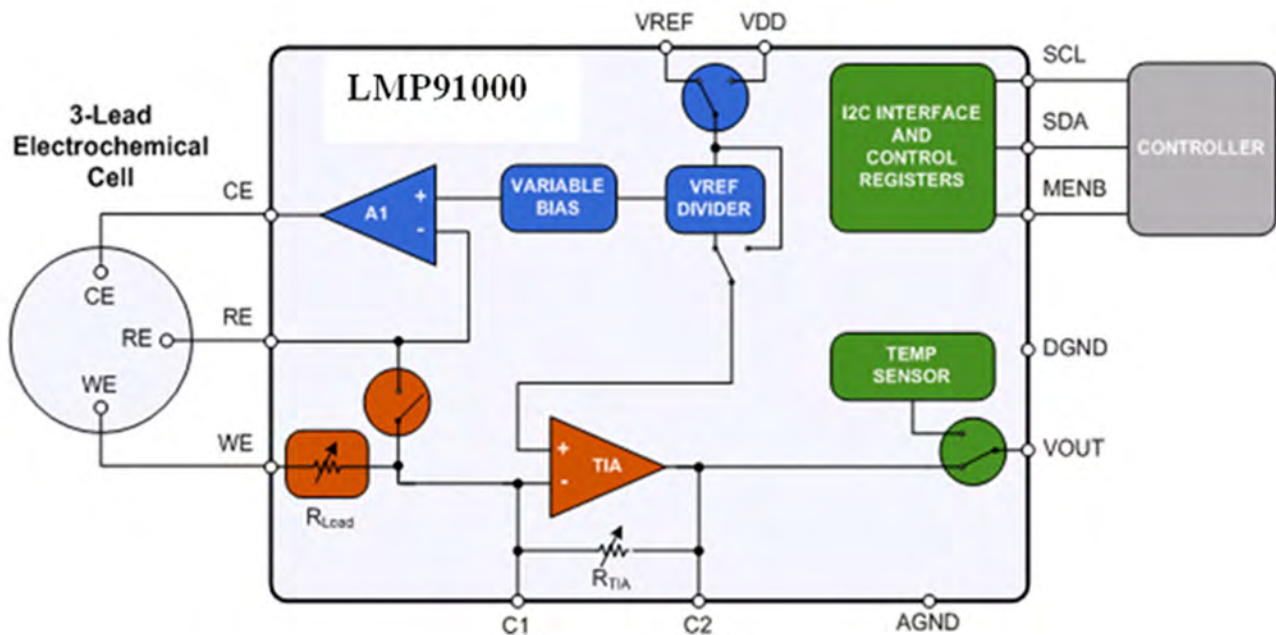 VREF VDD
LMP91000
SCL
I2C INTERFACE
AND
CONTROL
REGISTERS
SDA
CONTROLLER
MENB
3-Lead
Electrochemical
Cell
CE
A1
+
-
VARIABLE
BIAS
VREF
DIVIDER
CE
RE
RE
WE
WE
RLoad
TEMP
SENSOR
DGND
VOUT
+
TIA
-
RTIA
C1
C2
AGND